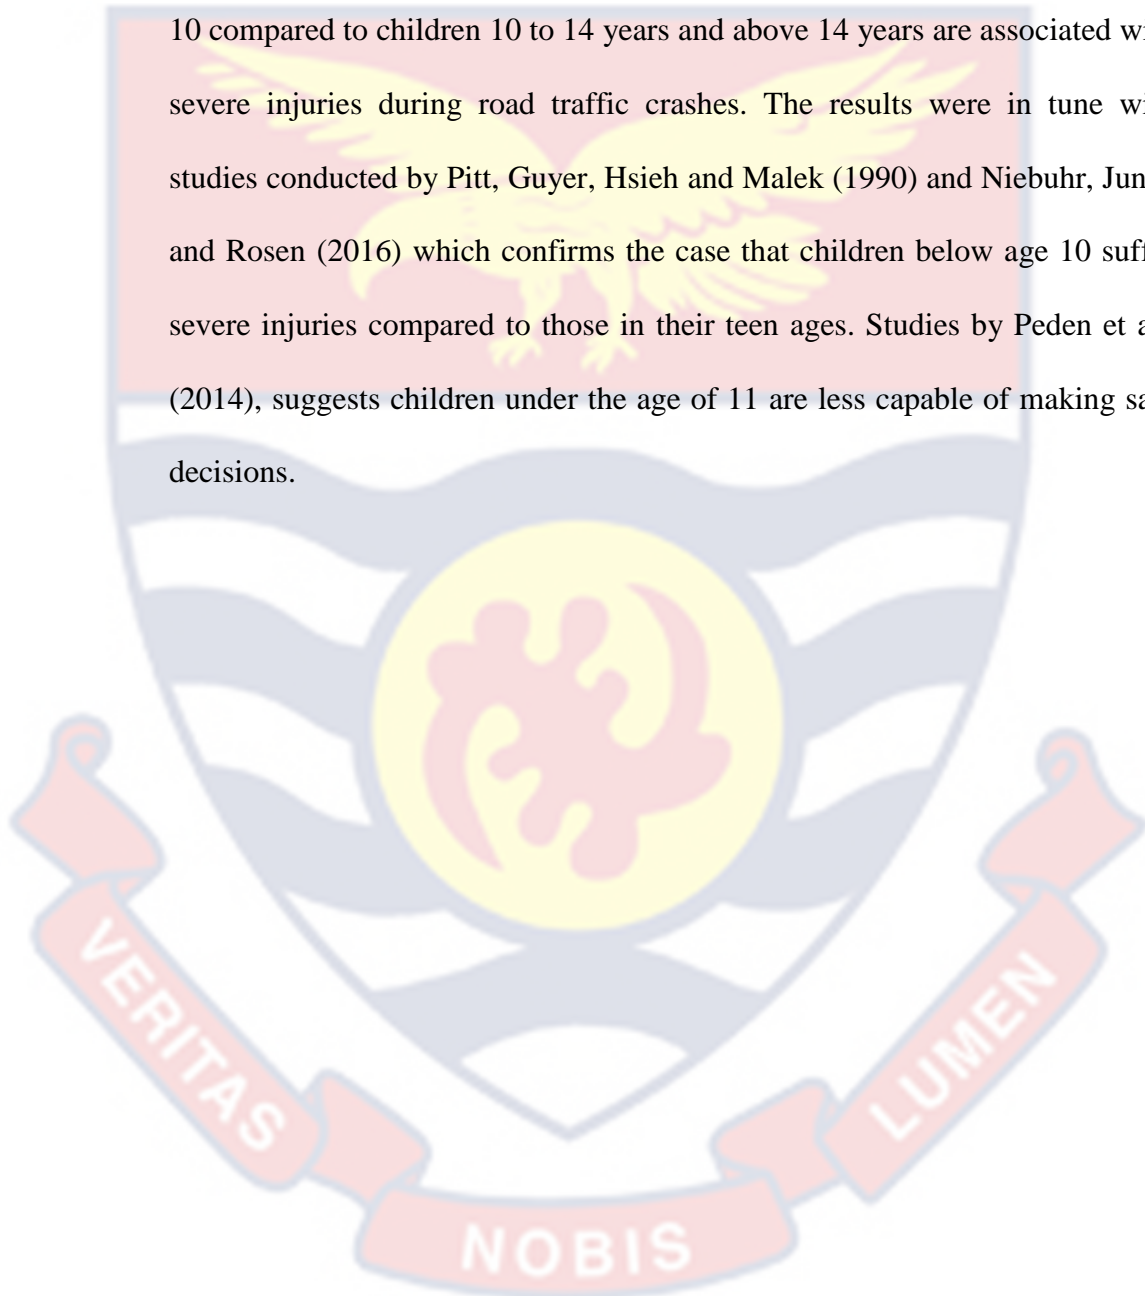 10 compared to children 10 to 14 years and above 14 years are associated wi
severe injuries during road traffic crashes. The results were in tune wi
studies conducted by Pitt, Guyer, Hsieh and Malek (1990) and Niebuhr, Jun
and Rosen (2016) which confirms the case that children below age 10 suff
severe injuries compared to those in their teen ages. Studies by Peden et a
(2014), suggests children under the age of 11 are less capable of making sa
decisions.
VERITAS
NOBIS
LUMEN